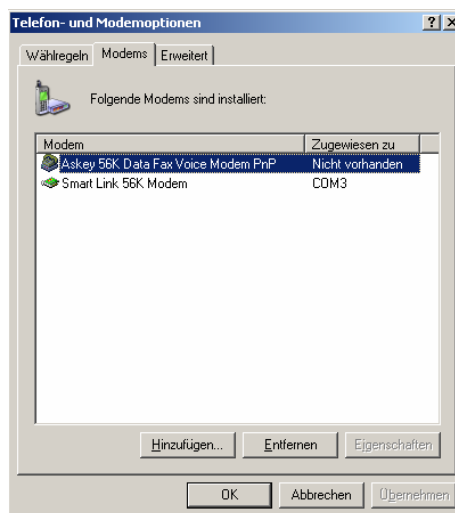 Telefon- und Modemoptionen
Wählregeln Modems Erweitert
Folgende Modems sind installiert:
Modem Zugewiesen zu
Askey 56K Data Fax Voice Modem PnP Nicht vorhanden
Smart Link 56K Modem COM3
Hinzufügen... Entfernen Eigenschaften
OK Abbrechen Übernehmen